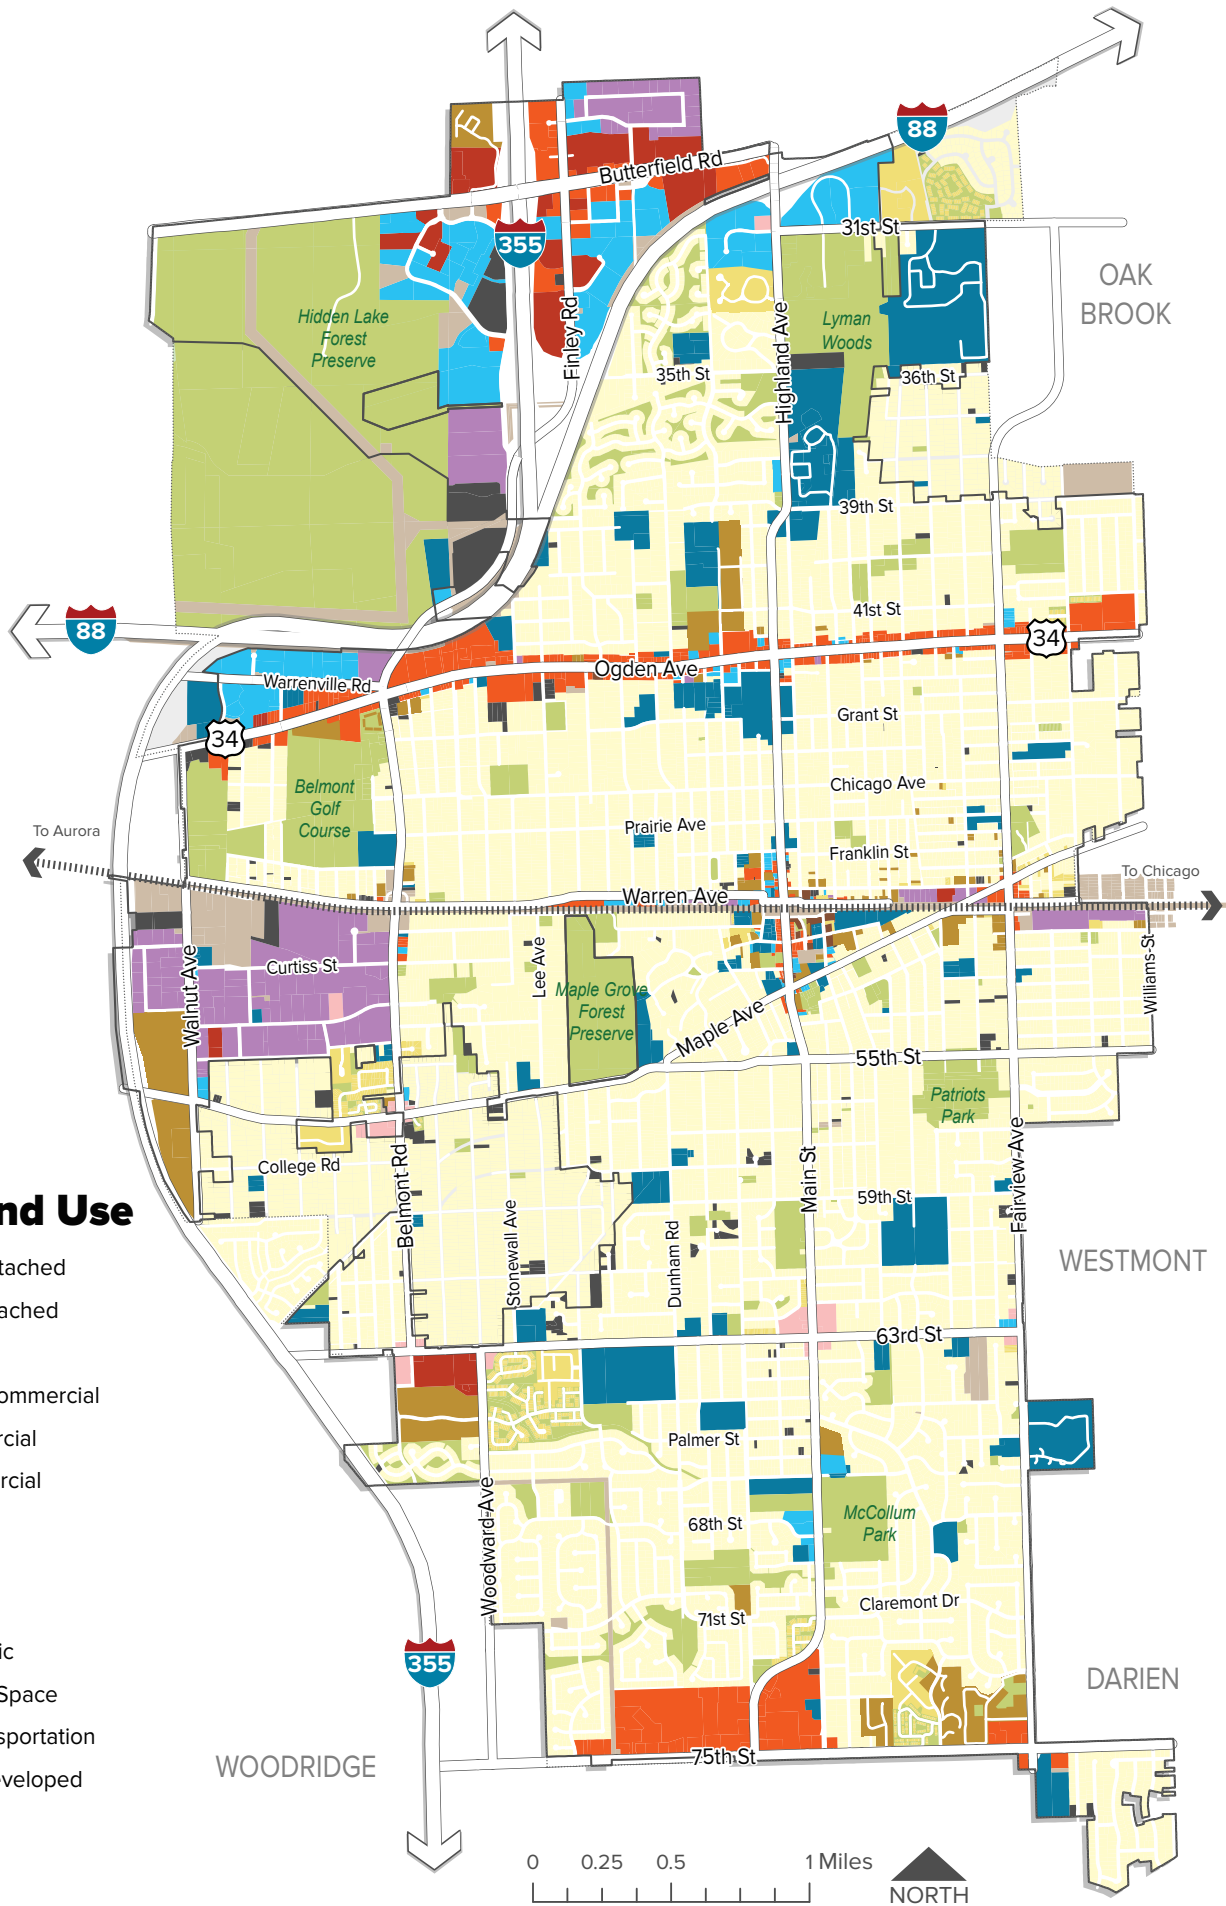 88
Butterfield Rd
31st St
355
OAK
BROOK
Hidden Lake
Forest
Preserve
Finley Rd
Lyman
Woods
Highland Ave
35th St
36th St
39th St
41st St
88
34
Ogden Ave
Warrenville Rd
34
Grant St
Chicago Ave
Belmont
Golf
Course
To Aurora
Prairie Ave
Franklin St
To Chicago
Warren Ave
Walnut Ave
Curtiss St
Lee Ave
Maple Grove
Forest
Preserve
Maple Ave
Williams St
55th St
Patriots
Park
College Rd
Belmont Rd
Main St
Fairview Ave
59th St
nd Use
Stonewall Ave
Dunham Rd
WESTMONT
tached
ached
63rd St
ommercial
rcial
rcial
Palmer St
Woodward Ave
68th St
McCollum
Park
Claremont Dr
71st St
ic
Space
sportation
veloped
355
DARIEN
WOODRIDGE
75th St
0 0.25 0.5 1 Miles
NORTH